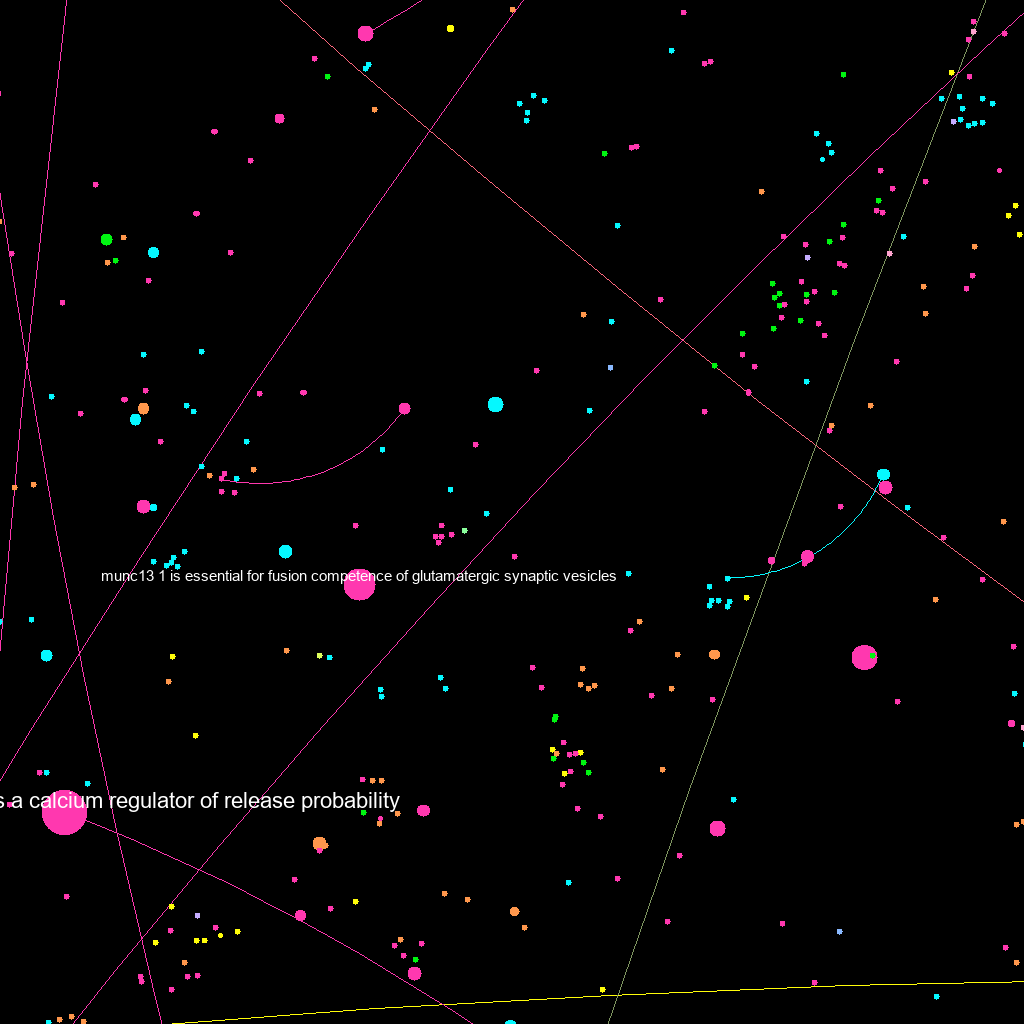 munc13 1 is essential for fusion competence of glutamatergic synaptic vesicles
s a calcium regulator of release probability